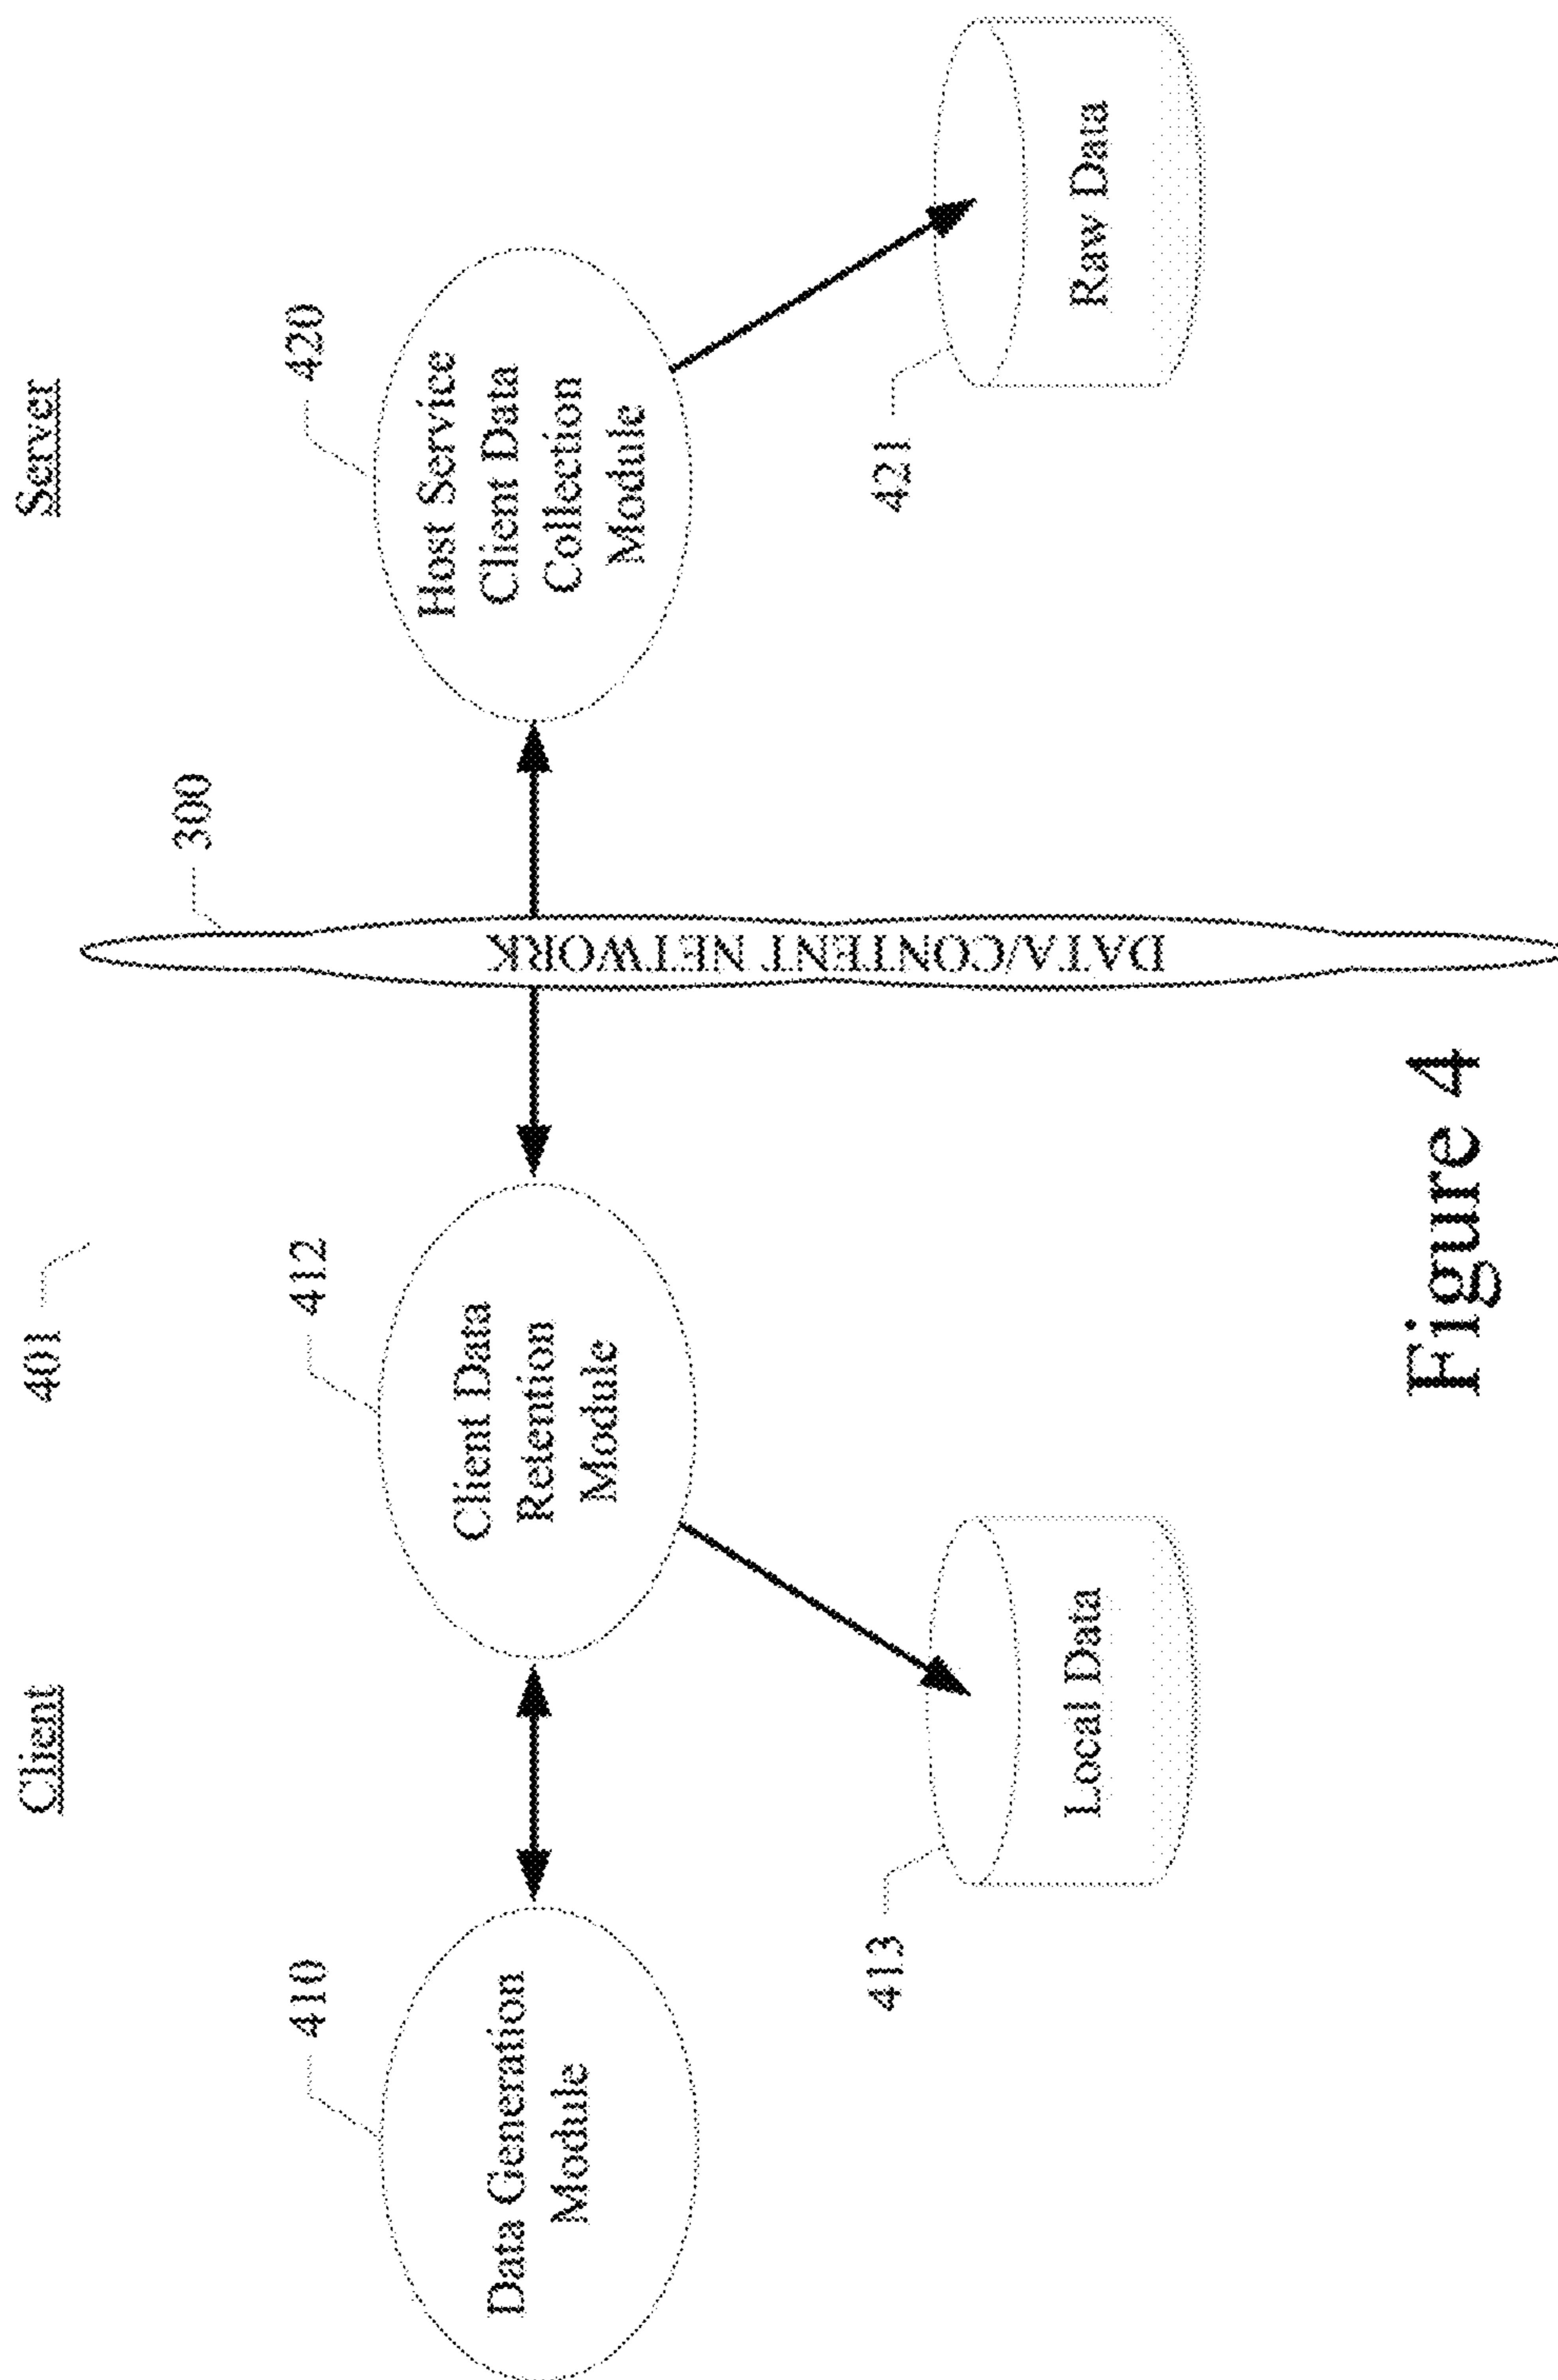 Client
Server
401
300
410
Data Generation
Module
412
Client Data
Retention
Module
DATA/CONTENT NETWORK
420
Host Service
Client Data
Collection
Module
413
Local Data
421
Raw Data
Figure 4